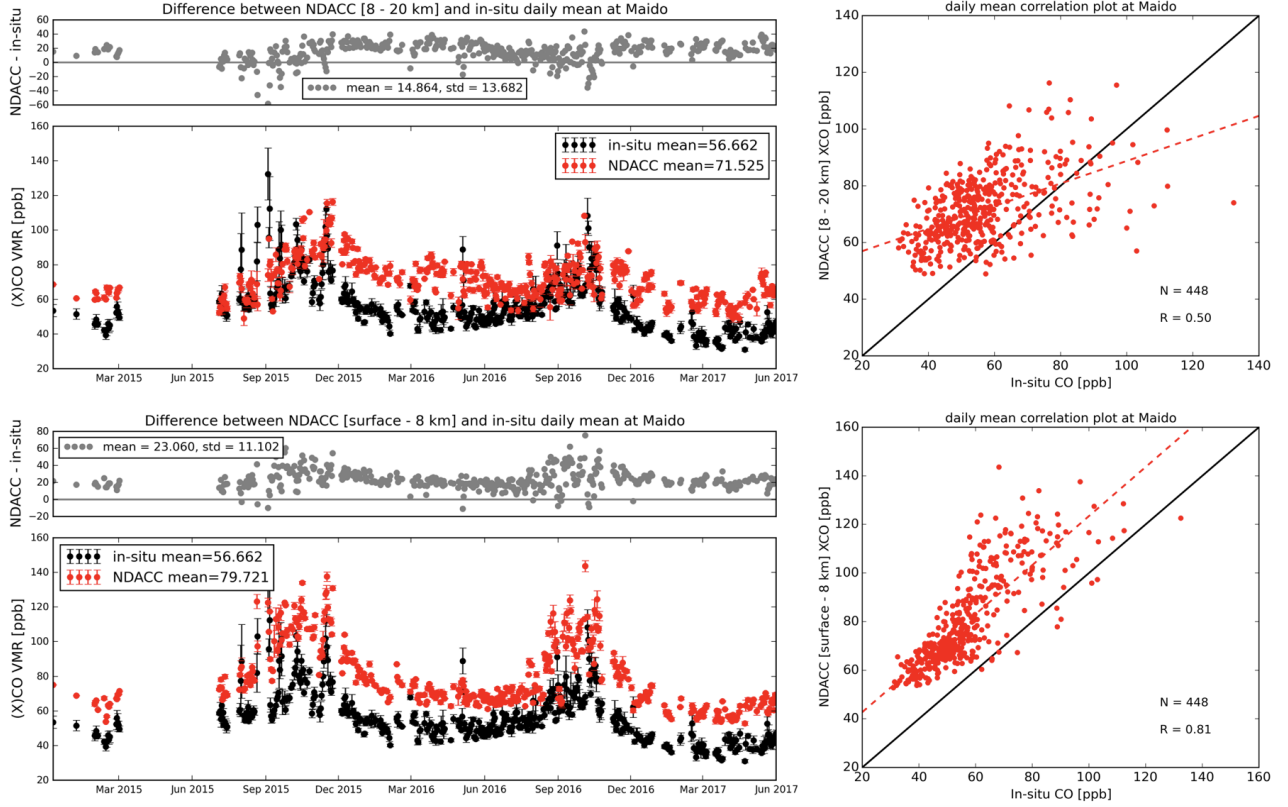 Difference between NDACC [8 - 20 km] and in-situ daily mean at Maido
NDACC - in-situ
60
40
20
0
−20
−40
−60
mean = 14.864, std = 13.682
(X)CO VMR [ppb]
160
140
120
100
80
60
40
20
in-situ mean=56.662
NDACC mean=71.525
Mar 2015 Jun 2015 Sep 2015 Dec 2015 Mar 2016 Jun 2016 Sep 2016 Dec 2016 Mar 2017 Jun 2017
daily mean correlation plot at Maido
NDACC [8 - 20 km] XCO [ppb]
140
120
100
80
60
40
20
N = 448
R = 0.50
20 40 60 80 100 120 140
In-situ CO [ppb]
Difference between NDACC [surface - 8 km] and in-situ daily mean at Maido
NDACC - in-situ
80
60
40
20
0
−20
mean = 23.060, std = 11.102
(X)CO VMR [ppb]
160
140
120
100
80
60
40
20
in-situ mean=56.662
NDACC mean=79.721
Mar 2015 Jun 2015 Sep 2015 Dec 2015 Mar 2016 Jun 2016 Sep 2016 Dec 2016 Mar 2017 Jun 2017
daily mean correlation plot at Maido
NDACC [surface - 8 km] XCO [ppb]
160
140
120
100
80
60
40
20
N = 448
R = 0.81
20 40 60 80 100 120 140 160
In-situ CO [ppb]